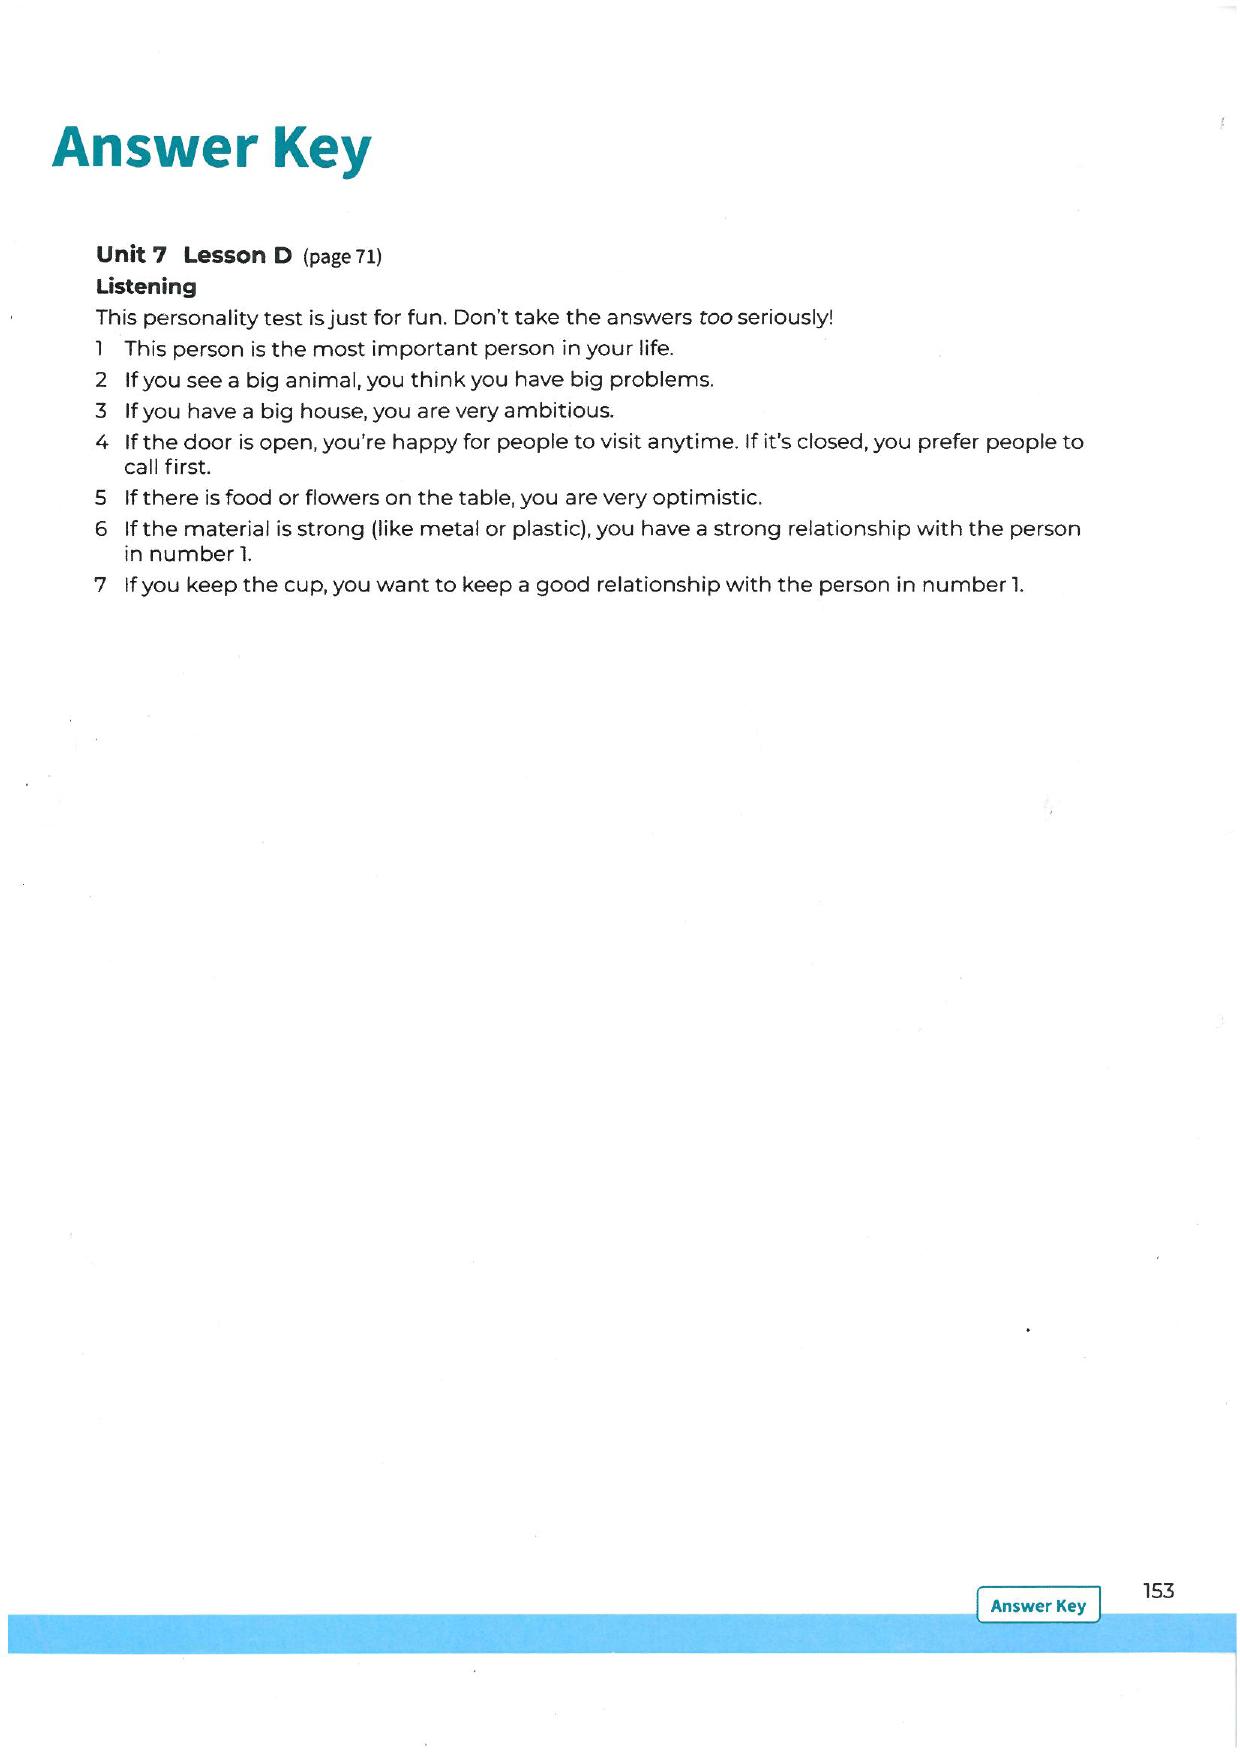 Answer Key
Unit 7 Lesson D (page 71)
Listening
This personality test is just for fun. Don't take the answers too seriously!
1 This person is the most important person in your life.
2 If you see a big animal, you think you have big problems.
3 If you have a big house, you are very ambitious.
4 If the door is open, you're happy for people to visit anytime. If it's closed, you prefer people to
call first.
5 If there is food or flowers on the table, you are very optimistic.
6 If the material is strong (like metal or plastic), you have a strong relationship with the person
in number 1.
7 If you keep the cup, you want to keep a good relationship with the person in number 1.
Answer Key
153